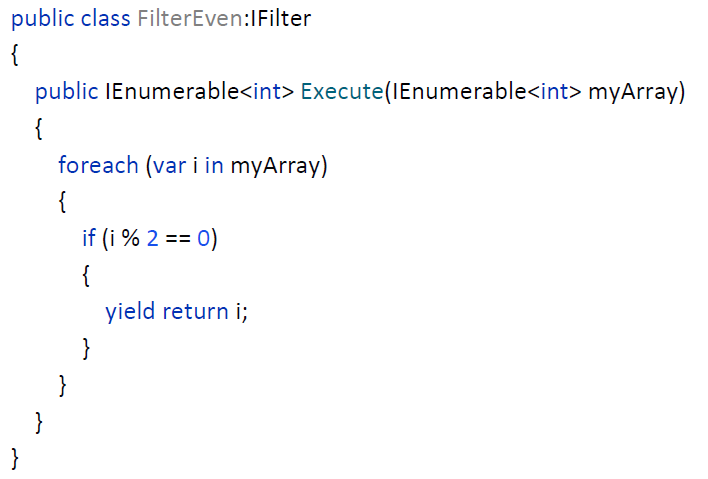 public class FilterEven:IFilter
{
public IEnumerable<int> Execute(IEnumerable<int> myArray)
{
foreach (var i in myArray)
{
if (i % 2 == 0)
{
yield return i;
}
}
}
}